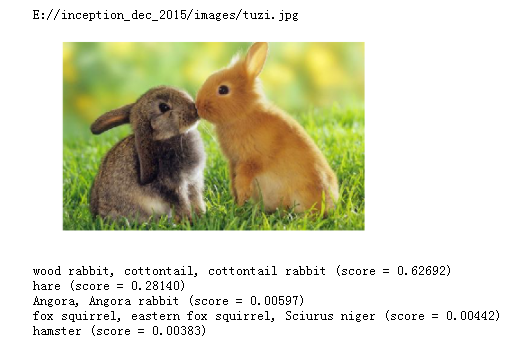 E://inception_dec_2015/images/tuzi.jpg
wood rabbit, cottontail, cottontail rabbit (score = 0.62692)
hare (score = 0.28140)
Angora, Angora rabbit (score = 0.00597)
fox squirrel, eastern fox squirrel, Sciurus niger (score = 0.00442)
hamster (score = 0.00383)